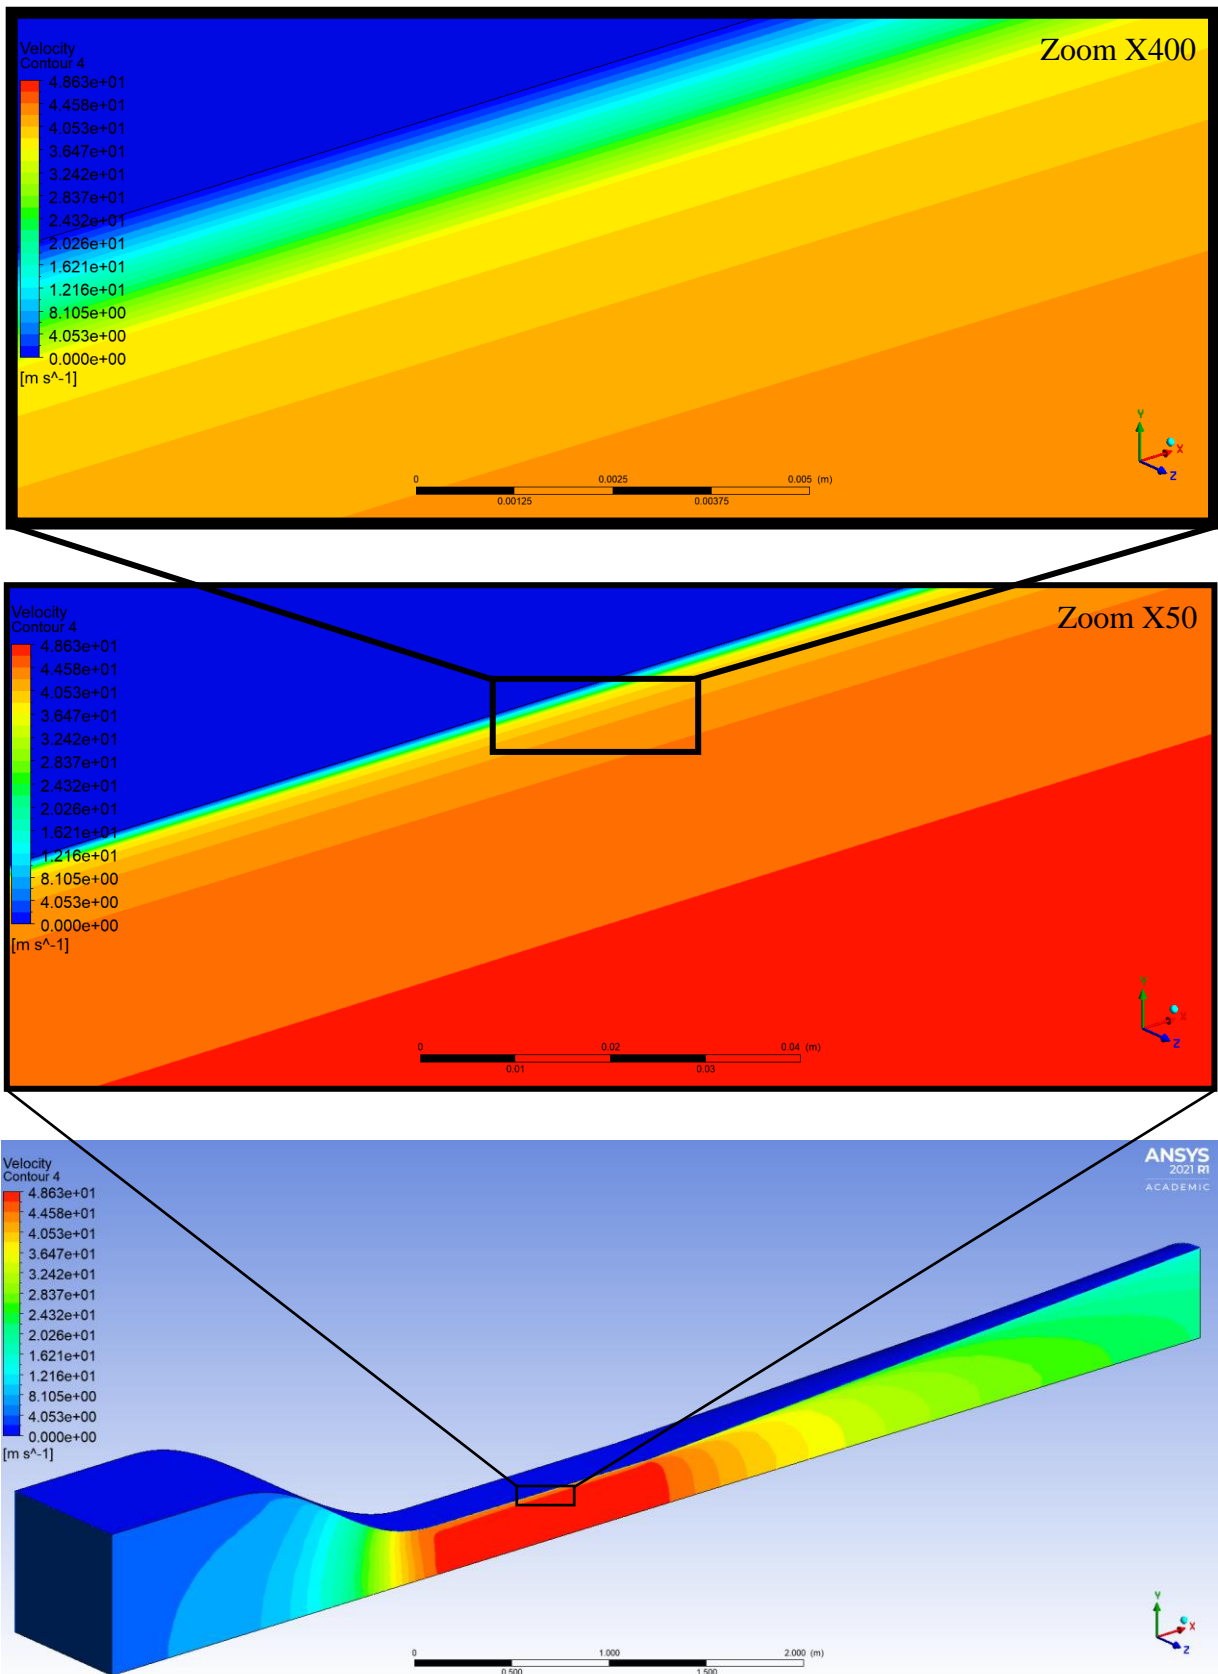 Zoom X400
Velocity
Contour 4
4.863e+01
4.458e+01
4.053e+01
3.647e+01
3.242e+01
2.837e+01
2.432e+01
2.026e+01
1.621e+01
1.216e+01
8.105e+00
4.053e+00
0.000e+00
[m s^-1]
0 0.0025 0.005 (m)
0.00125 0.00375
Y
X
Z
Zoom X50
Velocity
Contour 4
4.863e+01
4.458e+01
4.053e+01
3.647e+01
3.242e+01
2.837e+01
2.432e+01
2.026e+01
1.621e+01
1.216e+01
8.105e+00
4.053e+00
0.000e+00
[m s^-1]
0 0.02 0.04 (m)
0.01 0.03
Y
X
Z
ANSYS
2021 R1
ACADEMIC
Velocity
Contour 4
4.863e+01
4.458e+01
4.053e+01
3.647e+01
3.242e+01
2.837e+01
2.432e+01
2.026e+01
1.621e+01
1.216e+01
8.105e+00
4.053e+00
0.000e+00
[m s^-1]
0 1.000 2.000 (m)
0.500 1.500
Y
X
Z